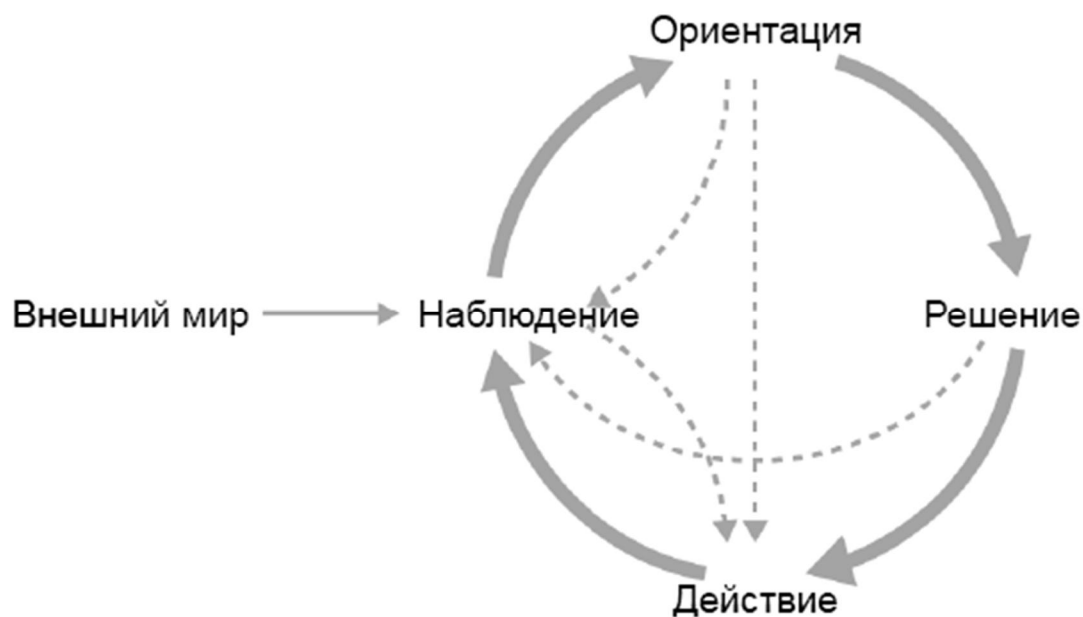 Ориентация
Внешний мир
Наблюдение
Решение
Действие